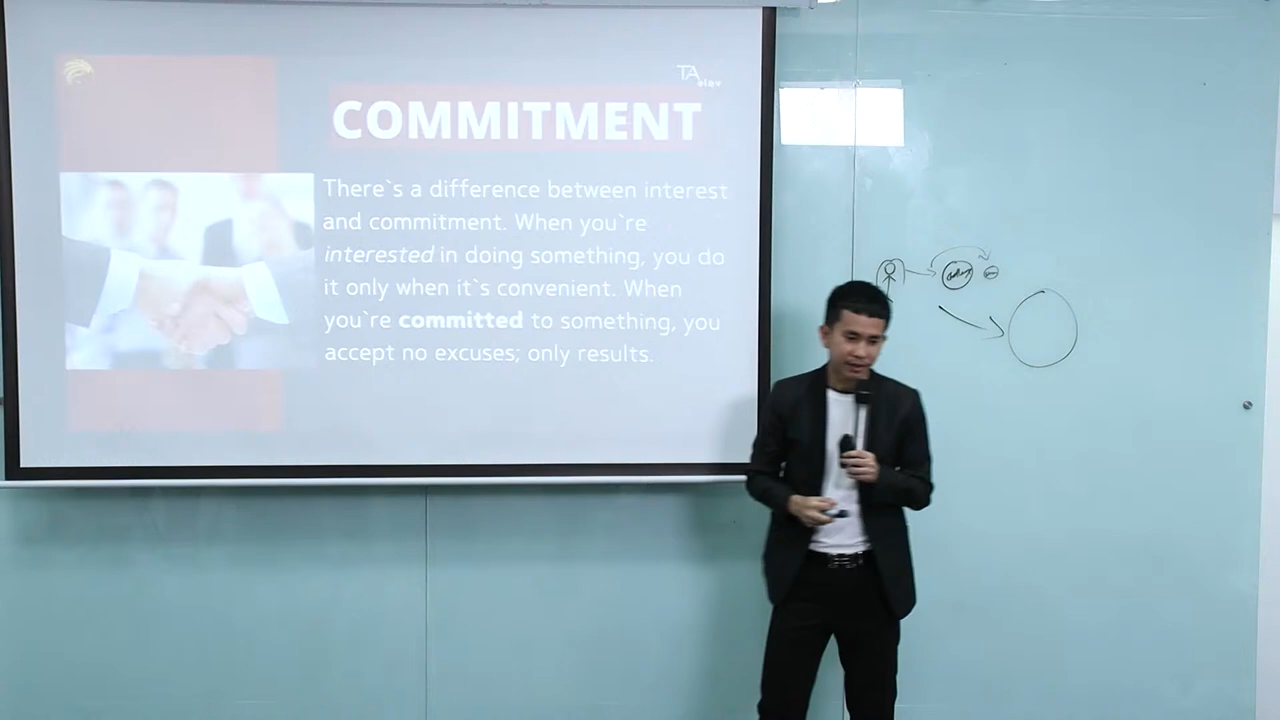 TA
elev
COMMITMENT
There`s a difference between interest
and commitment. When you`re
interested in doing something, you do
it only when it`s convenient. When
you`re committed to something, you
accept no excuses; only results.